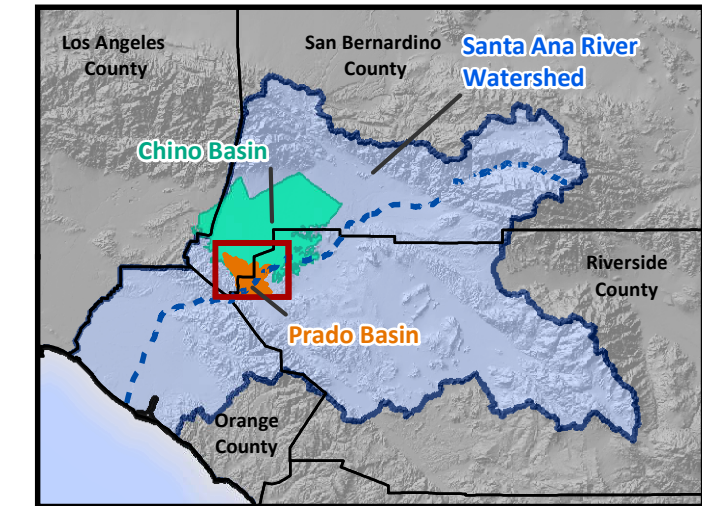 Los Angeles
County
San Bernardino
County
Santa Ana River
Watershed
Chino Basin
Riverside
County
Prado Basin
Orange
County